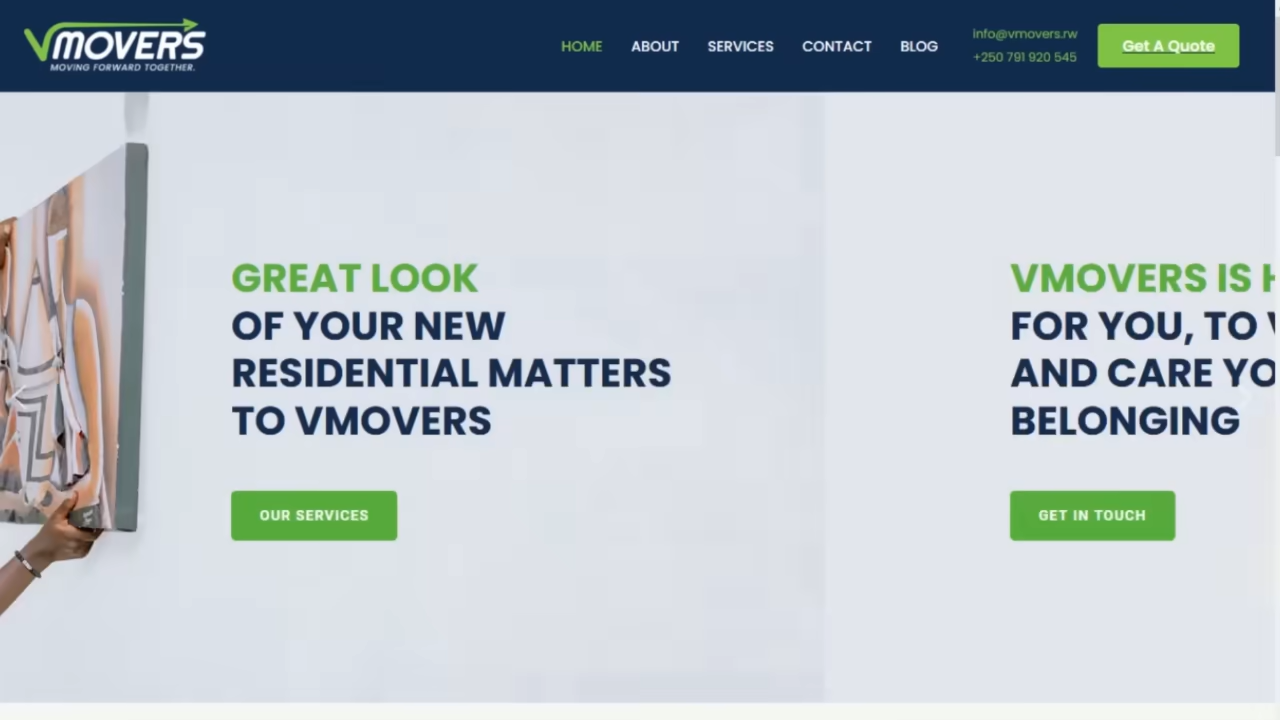 VMOVERS
MOVING FORWARD TOGETHER.
HOME
ABOUT
SERVICES
CONTACT
BLOG
info@vmovers.rw
+250 791 920 545
Get A Quote
GREAT LOOK
OF YOUR NEW
RESIDENTIAL MATTERS
TO VMOVERS
OUR SERVICES
VMOVERS IS
FOR YOU, TO
AND CARE
BELONGING
GET IN TOUCH